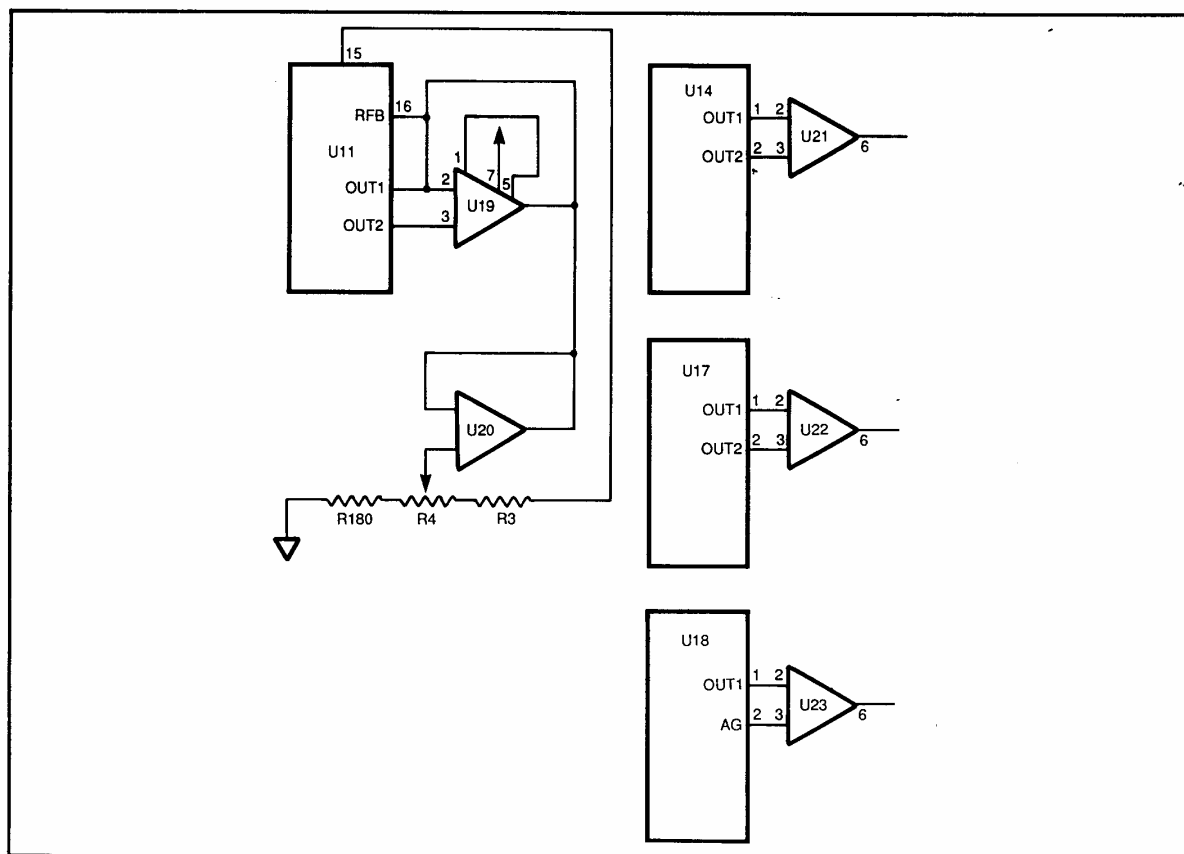 15
RFB 16
U11
OUT1
OUT2
1
7
5
2
3
U19
U20
R180 R4 R3
U14
OUT1 1 2
OUT2 2 3
U21
6
U17
OUT1 1 2
OUT2 2 3
U22
6
U18
OUT1 1 2
AG 2 3
U23
6